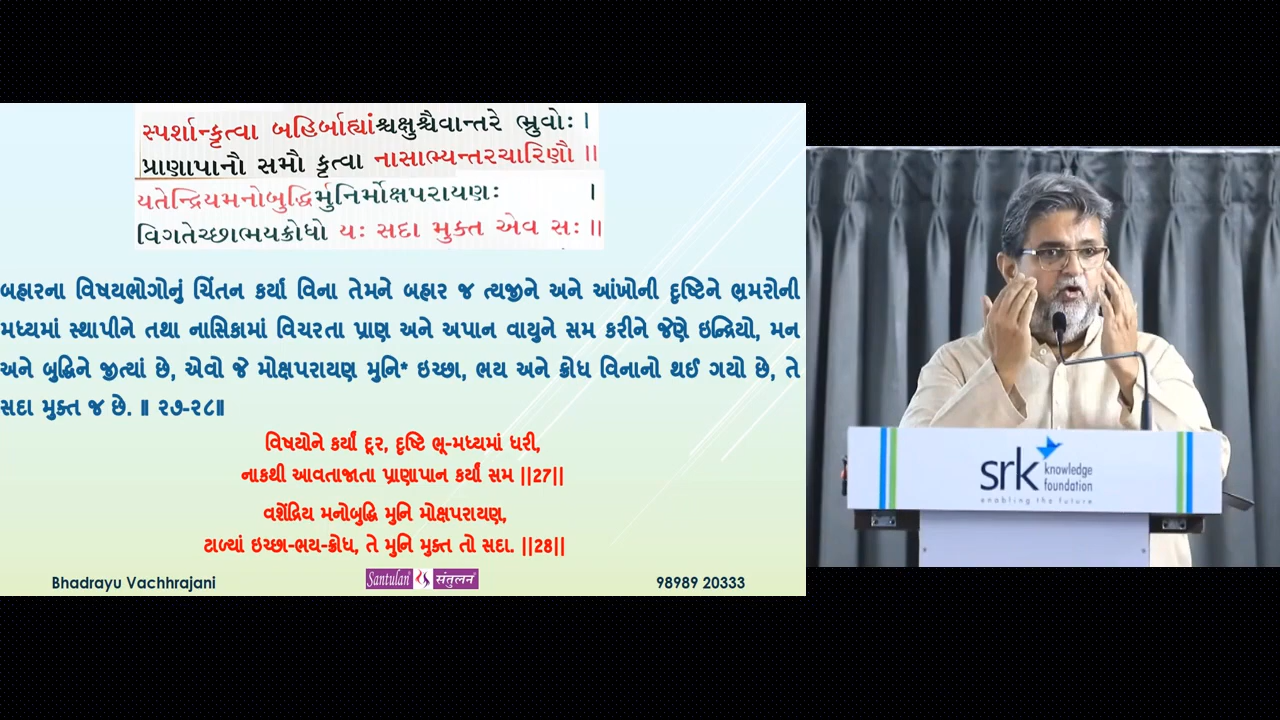 સ્પર્શાન્કૃત્વા બહિર્બાહ્યાંશ્ચક્ષુશ્ચૈવાન્તરે ભ્રુવોઃ ।
પ્રાણાપાનૌ સમૌ કૃત્વા નાસાભ્યન્તરચારિણૌ ॥
યતેન્દ્રિયમનોબુદ્ધિર્મુનિર્મોક્ષપરાયણઃ ।
વિગતેચ્છાભયક્રોધો યઃ સદા મુક્ત એવ સઃ ॥
બહારના વિષયભોગોનું ચિંતન કર્યા વિના તેમને બહાર જ ત્યજીને અને આંખોની દૃષ્ટિને ભ્રમરોની
મધ્યમાં સ્થાપીને તથા નાસિકામાં વિચરતા પ્રાણ અને અપાન વાયુને સમ કરીને જેણે ઇન્દ્રિયો, મન
અને બુદ્ધિને જીત્યાં છે, એવો જે મોક્ષપરાયણ મુનિ* ઇચ્છા, ભય અને ક્રોધ વિનાનો થઈ ગયો છે, તે
સદા મુક્ત જ છે. ॥ ૨૭-૨૮॥
વિષયોને કર્યાં દૂર, દૃષ્ટિ ભૂ-મધ્યમાં ધરી,
નાકથી આવતાજાતા પ્રાણાપાન કર્યાં સમ ||27||
વશેંદ્રિય મનોબુદ્ધિ મુનિ મોક્ષપરાયણ,
ટાળ્યાં ઇચ્છા-ભય-ક્રોધ, તે મુનિ મુક્ત તો સદા. ||28||
Bhadrayu Vachhrajani
Santulan સંતુલન
98989 20333
srk knowledge
foundation
enabling the future